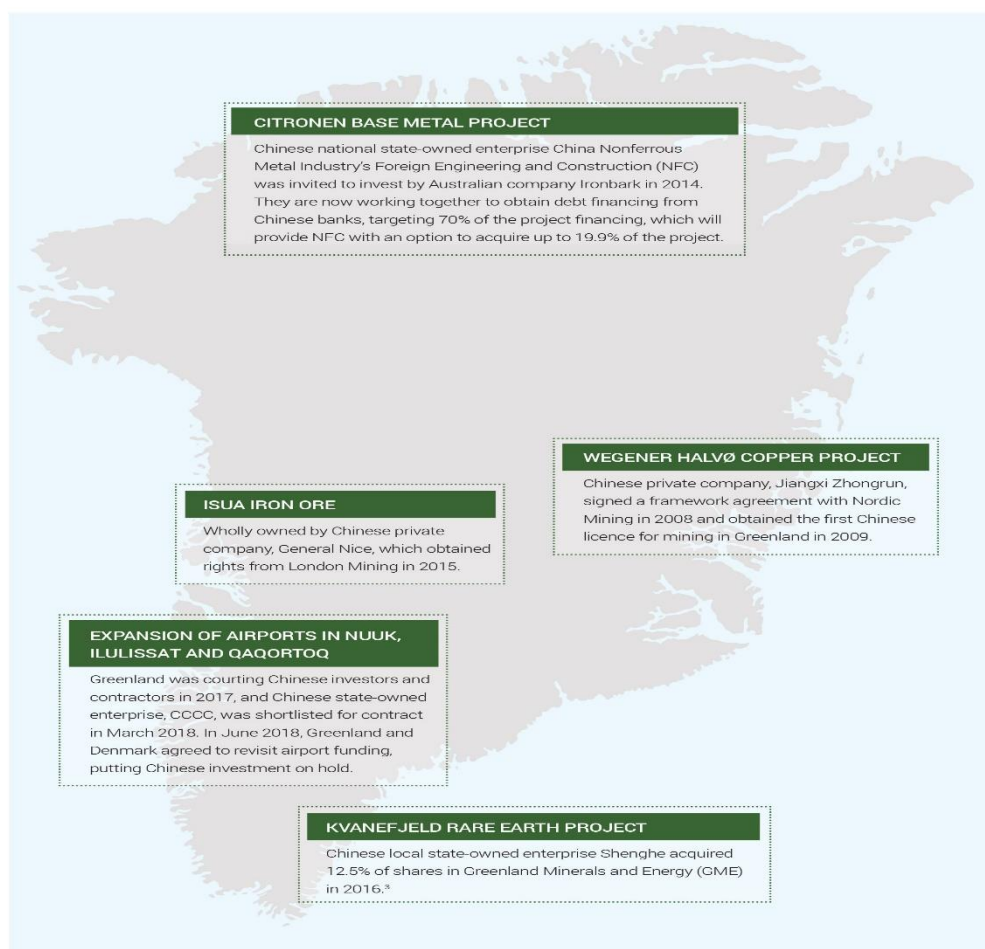 CITRONEN BASE METAL PROJECT
Chinese national state-owned enterprise China Nonferrous
Metal Industry's Foreign Engineering and Construction (NFC)
was invited to invest by Australian company Ironbark in 2014.
They are now working together to obtain debt financing from
Chinese banks, targeting 70% of the project financing, which will
provide NFC with an option to acquire up to 19.9% of the project.
WEGENER HALVØ COPPER PROJECT
Chinese private company, Jiangxi Zhongrun,
signed a framework agreement with Nordic
Mining in 2008 and obtained the first Chinese
licence for mining in Greenland in 2009.
ISUA IRON ORE
Wholly owned by Chinese private
company, General Nice, which obtained
rights from London Mining in 2015.
EXPANSION OF AIRPORTS IN NUUK,
ILULISSAT AND QAQORTOQ
Greenland was courting Chinese investors and
contractors in 2017, and Chinese state-owned
enterprise, CCCC, was shortlisted for contract
in March 2018. In June 2018, Greenland and
Denmark agreed to revisit airport funding,
putting Chinese investment on hold.
KVANEFJELD RARE EARTH PROJECT
Chinese local state-owned enterprise Shenghe acquired
12.5% of shares in Greenland Minerals and Energy (GME)
in 2016.³